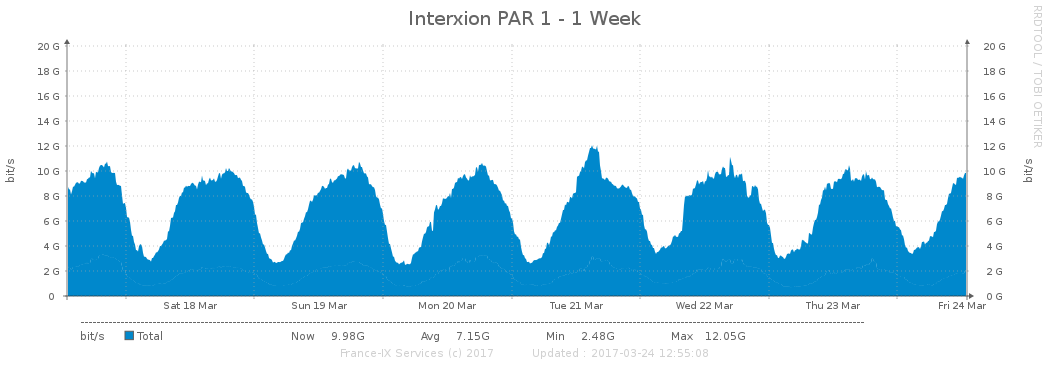 Interxion PAR 1 - 1 Week
RRDTOOL / TOBI OETIKER
bit/s
20 G 20 G
18 G 18 G
16 G 16 G
14 G 14 G
12 G 12 G
10 G 10 G
8 G 8 G
6 G 6 G
4 G 4 G
2 G 2 G
0 0 G
bit/s
Sat 18 Mar Sun 19 Mar Mon 20 Mar Tue 21 Mar Wed 22 Mar Thu 23 Mar Fri 24 Mar
bit/s Total Now 9.98G Avg 7.15G Min 2.48G Max 12.05G
France-IX Services (c) 2017 Updated : 2017-03-24 12:55:08